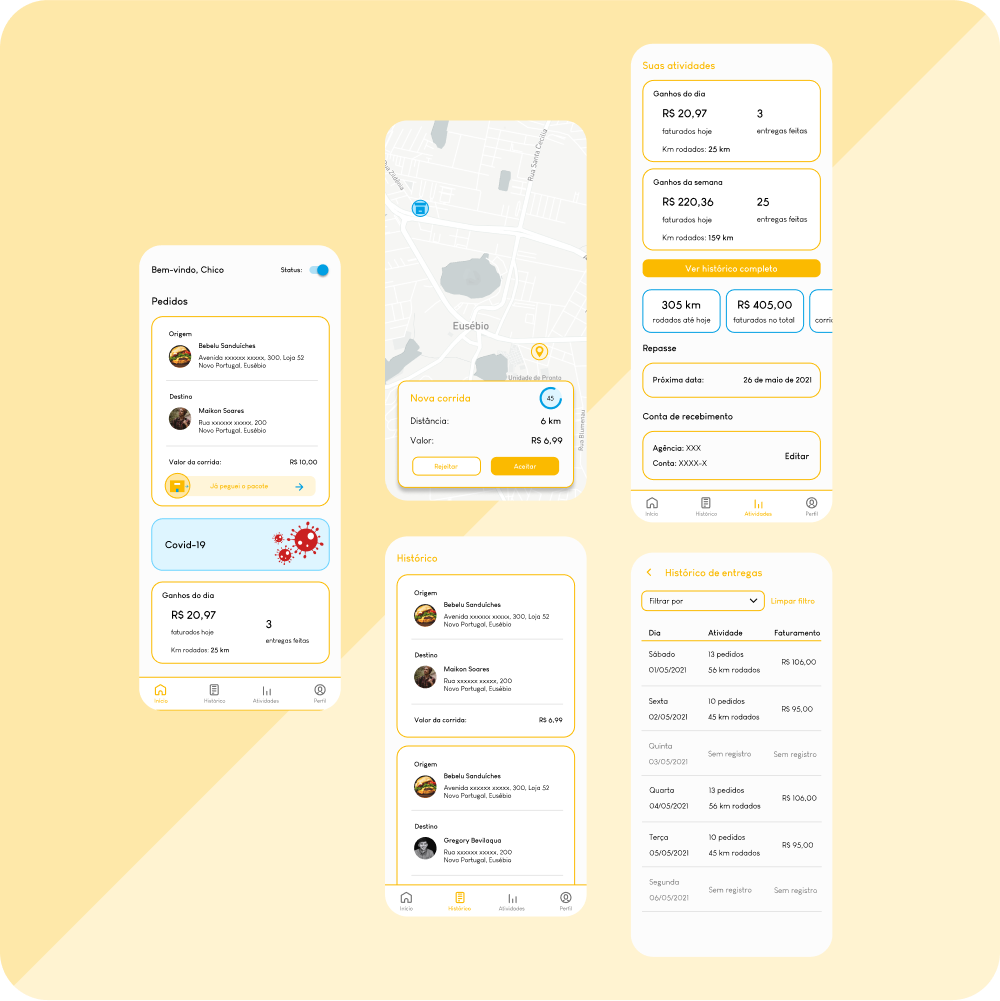 Bem-vindo, Chico
Status:
Pedidos
Origem
Bebelu Sanduíches
Avenida xxxxxx xxxxx, 300, Loja 52
Novo Portugal, Eusébio
Destino
Maikon Soares
Rua xxxxxx xxxxx, 200
Novo Portugal, Eusébio
Valor da corrida: R$ 10,00
Já peguei o pacote
Covid-19
Ganhos do dia
R$ 20,97
faturados hoje
3
entregas feitas
Km rodados: 25 km
Início
Histórico
Atividades
Perfil
Rua Zidônia
Rua Santa Cecília
Eusébio
Unidade de Pronto
Rua Blumenau
Nova corrida
45
Distância: 6 km
Valor: R$ 6,99
Rejeitar
Aceitar
Histórico
Origem
Bebelu Sanduíches
Avenida xxxxxx xxxxx, 300, Loja 52
Novo Portugal, Eusébio
Destino
Maikon Soares
Rua xxxxxx xxxxx, 200
Novo Portugal, Eusébio
Valor da corrida: R$ 6,99
Origem
Bebelu Sanduíches
Avenida xxxxxx xxxxx, 300, Loja 52
Novo Portugal, Eusébio
Destino
Gregory Bevilaqua
Rua xxxxxx xxxxx, 200
Novo Portugal, Eusébio
Início
Histórico
Atividades
Perfil
Suas atividades
Ganhos do dia
R$ 20,97
faturados hoje
3
entregas feitas
Km rodados: 25 km
Ganhos da semana
R$ 220,36
faturados hoje
25
entregas feitas
Km rodados: 159 km
Ver histórico completo
305 km
rodados até hoje
R$ 405,00
faturados no total
corri
Repasse
Próxima data: 26 de maio de 2021
Conta de recebimento
Agência: XXX
Conta: XXXX-X
Editar
Início
Histórico
Atividades
Perfil
Histórico de entregas
Filtrar por
Limpar filtro
Dia Atividade Faturamento
Sábado 13 pedidos
01/05/2021 56 km rodados
R$ 106,00
Sexta 10 pedidos
02/05/2021 45 km rodados
R$ 95,00
Quinta
03/05/2021
Sem registro Sem registro
Quarta 13 pedidos
04/05/2021 56 km rodados
R$ 106,00
Terça 10 pedidos
05/05/2021 45 km rodados
R$ 95,00
Segunda
06/05/2021
Sem registro Sem registro